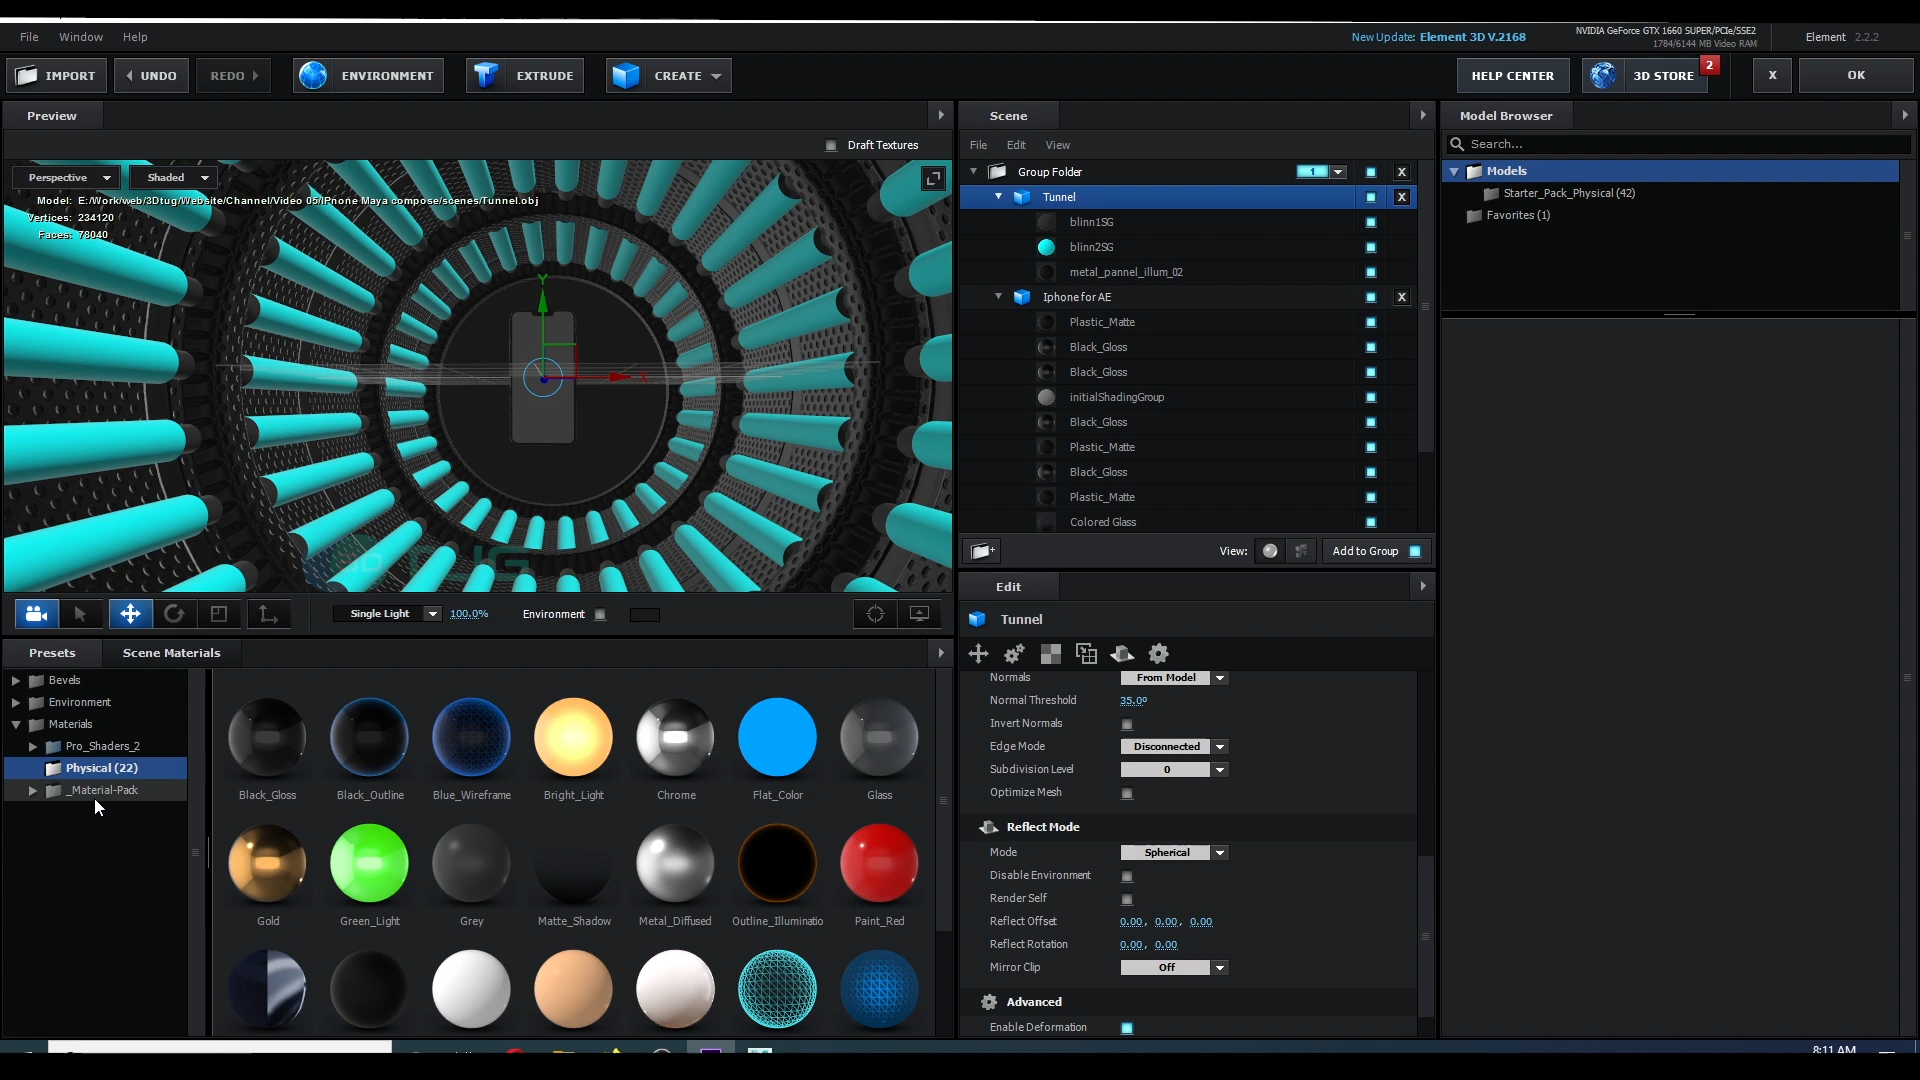 File Window Help
New Update: Element 3D V.2168
NVIDIA GeForce GTX 1660 SUPER/PCIe/SSE2
1784/6144 MB Video RAM
Element 2.2.2
IMPORT UNDO REDO ENVIRONMENT EXTRUDE CREATE HELP CENTER 3D STORE 2 X OK
Preview
Draft Textures
Perspective Shaded
Model: E:/Work/web/3Dtug/Website/Channel/Video 05/IPnone Maya compose/scenes/Tunnel.obj
Vertices: 234120
Faces: 78040
Y
X
Single Light 100.0% Environment
Presets Scene Materials
Bevels
Environment
Materials
Pro_Shaders_2
Physical (22)
_Material-Pack
Black_Gloss Black_Outline Blue_Wireframe Bright_Light Chrome Flat_Color Glass
Gold Green_Light Grey Matte_Shadow Metal_Diffused Outline_Illuminatio Paint_Red
Scene
File Edit View
Group Folder 1 X
Tunnel X
blinn1SG
blinn2SG
metal_pannel_illum_02
Iphone for AE X
Plastic_Matte
Black_Gloss
Black_Gloss
initialShadingGroup
Black_Gloss
Plastic_Matte
Black_Gloss
Plastic_Matte
Colored Glass
View: Add to Group
Edit
Tunnel
Normals From Model
Normal Threshold 35.0º
Invert Normals
Edge Mode Disconnected
Subdivision Level 0
Optimize Mesh
Reflect Mode
Mode Spherical
Disable Environment
Render Self
Reflect Offset 0.00, 0.00, 0.00
Reflect Rotation 0.00, 0.00
Mirror Clip Off
Advanced
Enable Deformation
Model Browser
Search...
Models
Starter_Pack_Physical (42)
Favorites (1)
8:11 AM